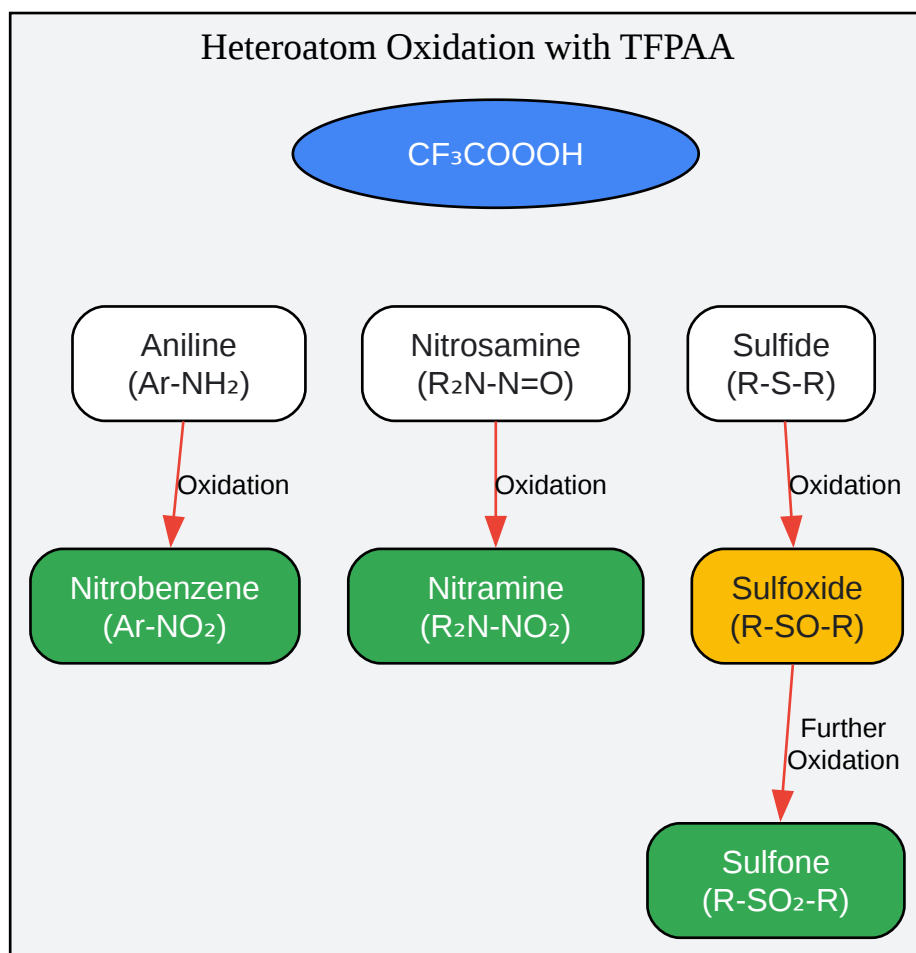 Heteroatom Oxidation with TFPAA
CF₃COOOH
Aniline
(Ar-NH₂)
Nitrosamine
(R₂N-N=O)
Sulfide
(R-S-R)
Oxidation
Oxidation
Oxidation
Nitrobenzene
(Ar-NO₂)
Nitramine
(R₂N-NO₂)
Sulfoxide
(R-SO-R)
Further
Oxidation
Sulfone
(R-SO₂-R)